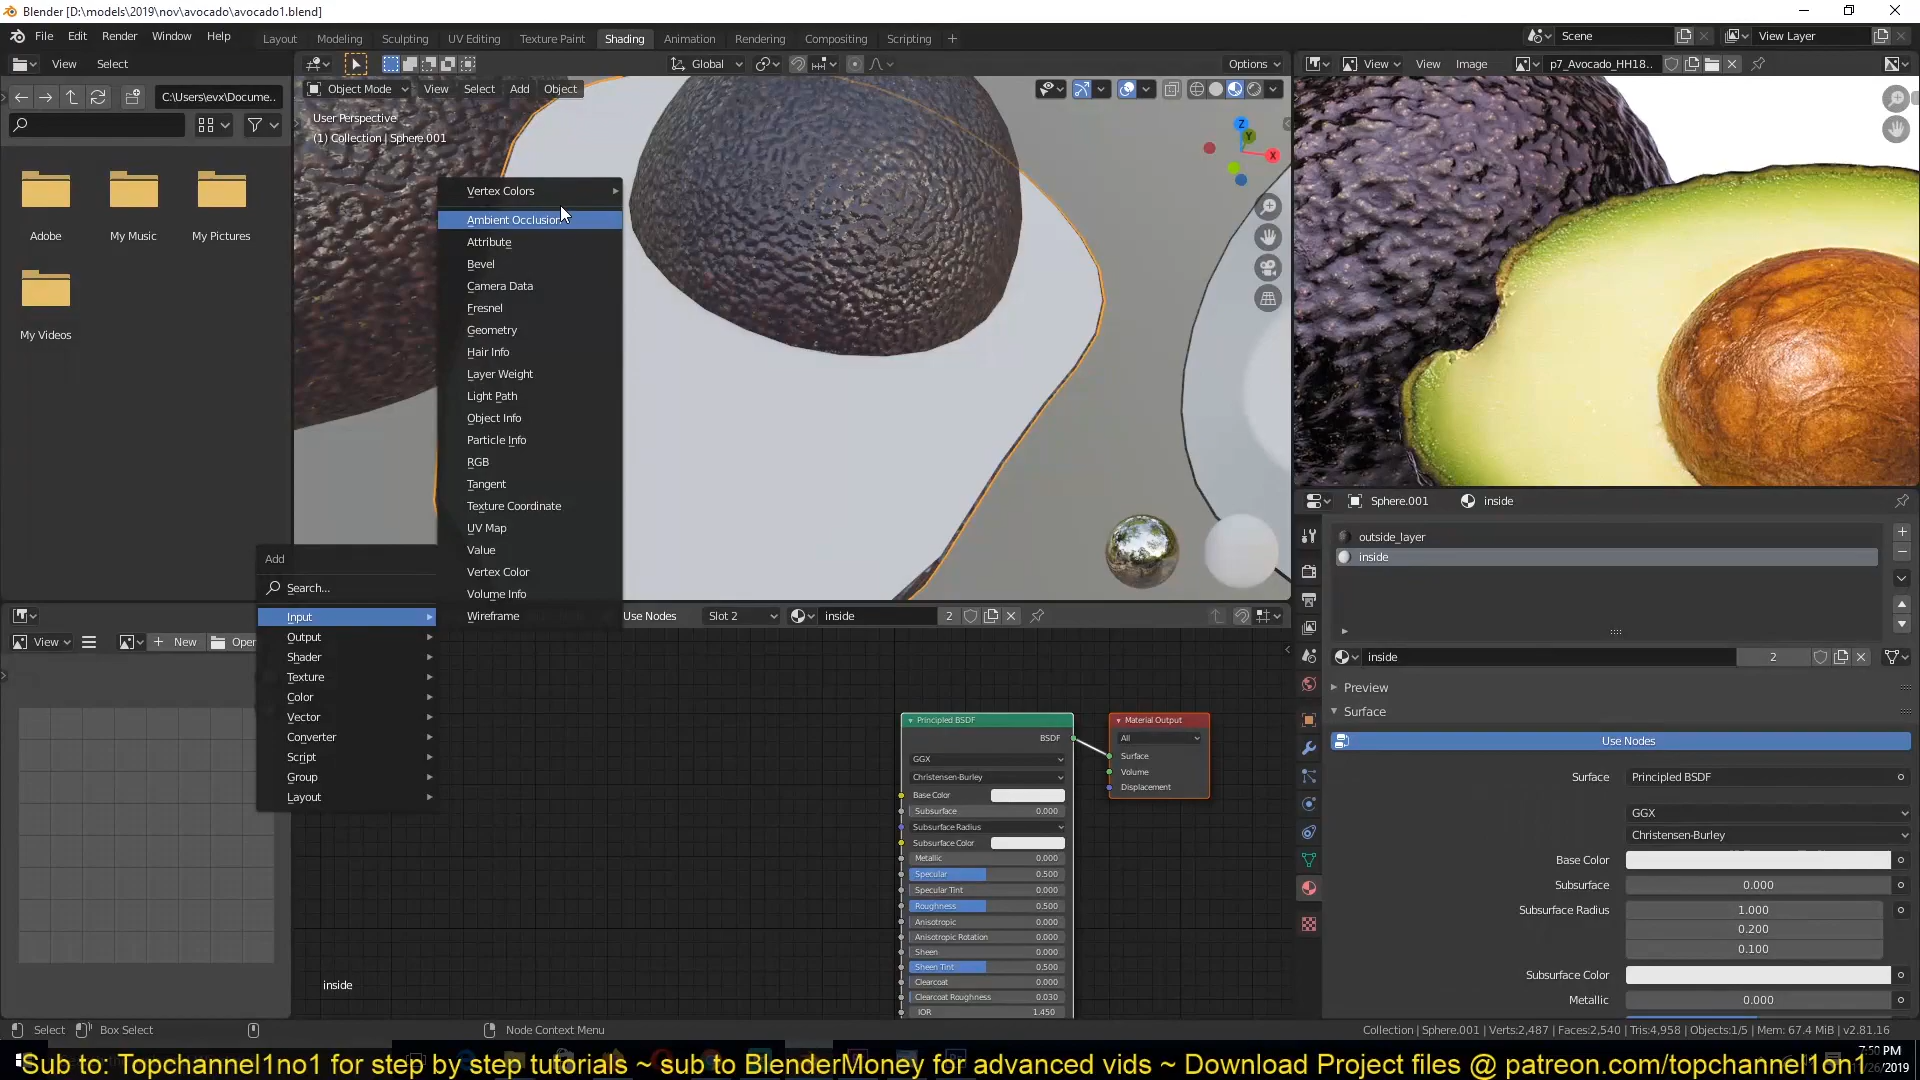 Blender [D:\models\2019\nov\avocado\avocado1.blend]
File Edit Render Window Help
Layout Modeling Sculpting UV Editing Texture Paint Shading Animation Rendering Compositing Scripting
Scene
View Layer
View Select
Global
Options
View View Image p7_Avocado_HH18..
C:\Users\evx\Docume..
Object Mode View Select Add Object
User Perspective
(1) Collection | Sphere.001
Z
Y
X
Adobe
My Music
My Pictures
My Videos
Vertex Colors
Ambient Occlusion
Attribute
Bevel
Camera Data
Fresnel
Geometry
Hair Info
Layer Weight
Light Path
Object Info
Particle Info
RGB
Tangent
Texture Coordinate
UV Map
Value
Vertex Color
Volume Info
Wireframe
Add
Search...
Input
Output
Shader
Texture
Color
Vector
Converter
Script
Group
Layout
View
New
Oper
Use Nodes Slot 2 inside 2
Principled BSDF
BSDF
GGX
Christensen-Burley
Base Color
Subsurface 0.000
Subsurface Radius
Subsurface Color
Metallic 0.000
Specular 0.500
Specular Tint 0.000
Roughness 0.500
Anisotropic 0.000
Anisotropic Rotation 0.000
Sheen 0.000
Sheen Tint 0.500
Clearcoat 0.000
Clearcoat Roughness 0.030
IOR 1.450
Material Output
All
Surface
Volume
Displacement
inside
Sphere.001 inside
outside_layer
inside
inside 2
Preview
Surface
Use Nodes
Surface Principled BSDF
GGX
Christensen-Burley
Base Color
Subsurface 0.000
Subsurface Radius 1.000
0.200
0.100
Subsurface Color
Metallic 0.000
Select Box Select Node Context Menu
Collection | Sphere.001 | Verts:2,487 | Faces:2,540 | Tris:4,958 | Objects:1/5 | Mem: 67.4 MiB | v2.81.16
Sub to: Topchannel1no1 for step by step tutorials ~ sub to BlenderMoney for advanced vids ~ Download Project files @ patreon.com/topchannel1on1